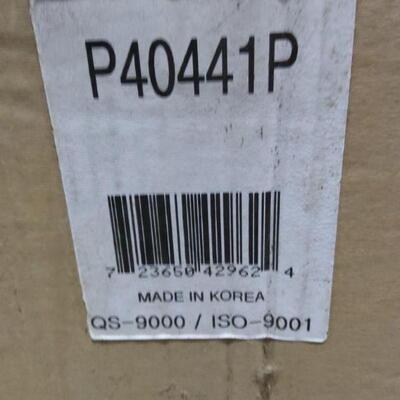 P40441P
7 23650 42962 4
MADE IN KOREA
QS-9000 / ISO-9001